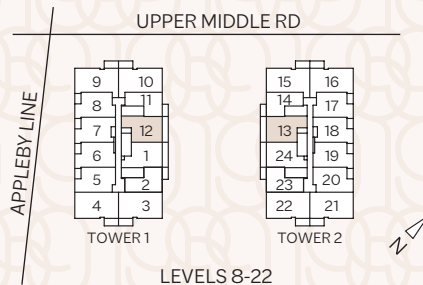 UPPER MIDDLE RD
APPLEBY LINE
9 10 15 16
11 14
8 17
7 12 13 18
6 1 24 19
5 20
2 23
4 3 22 21
TOWER 1 TOWER 2
N
LEVELS 8-22